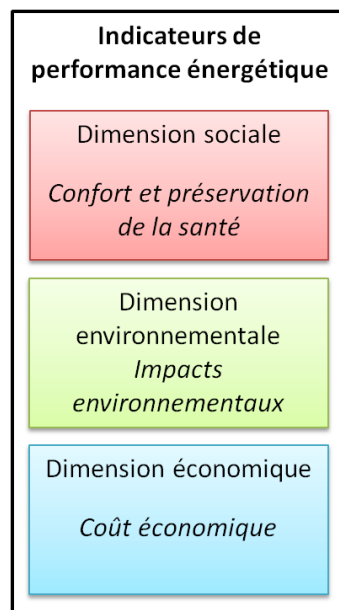 Indicateurs de
performance énergétique
Dimension sociale
Confort et préservation
de la santé
Dimension
environnementale
Impacts
environnementaux
Dimension économique
Coût économique